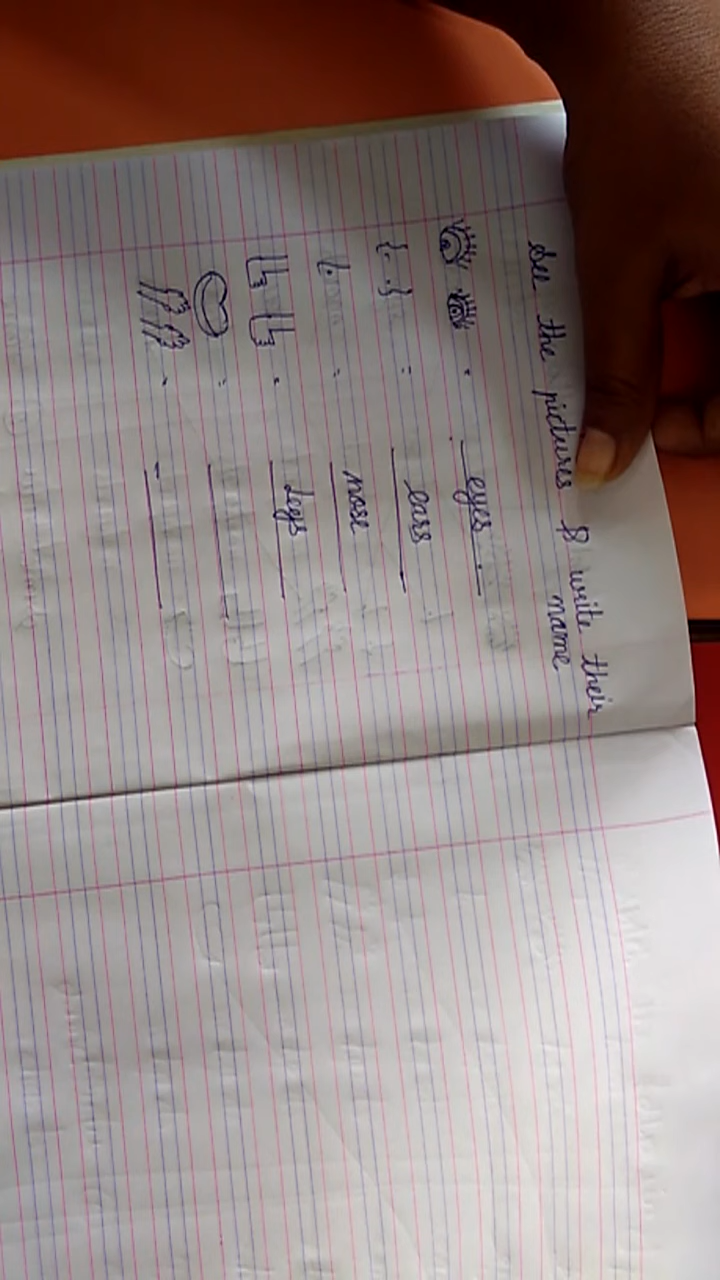 See the pictures & write their
name
= eyes.
= ears
= nose
= Legs
=
= -